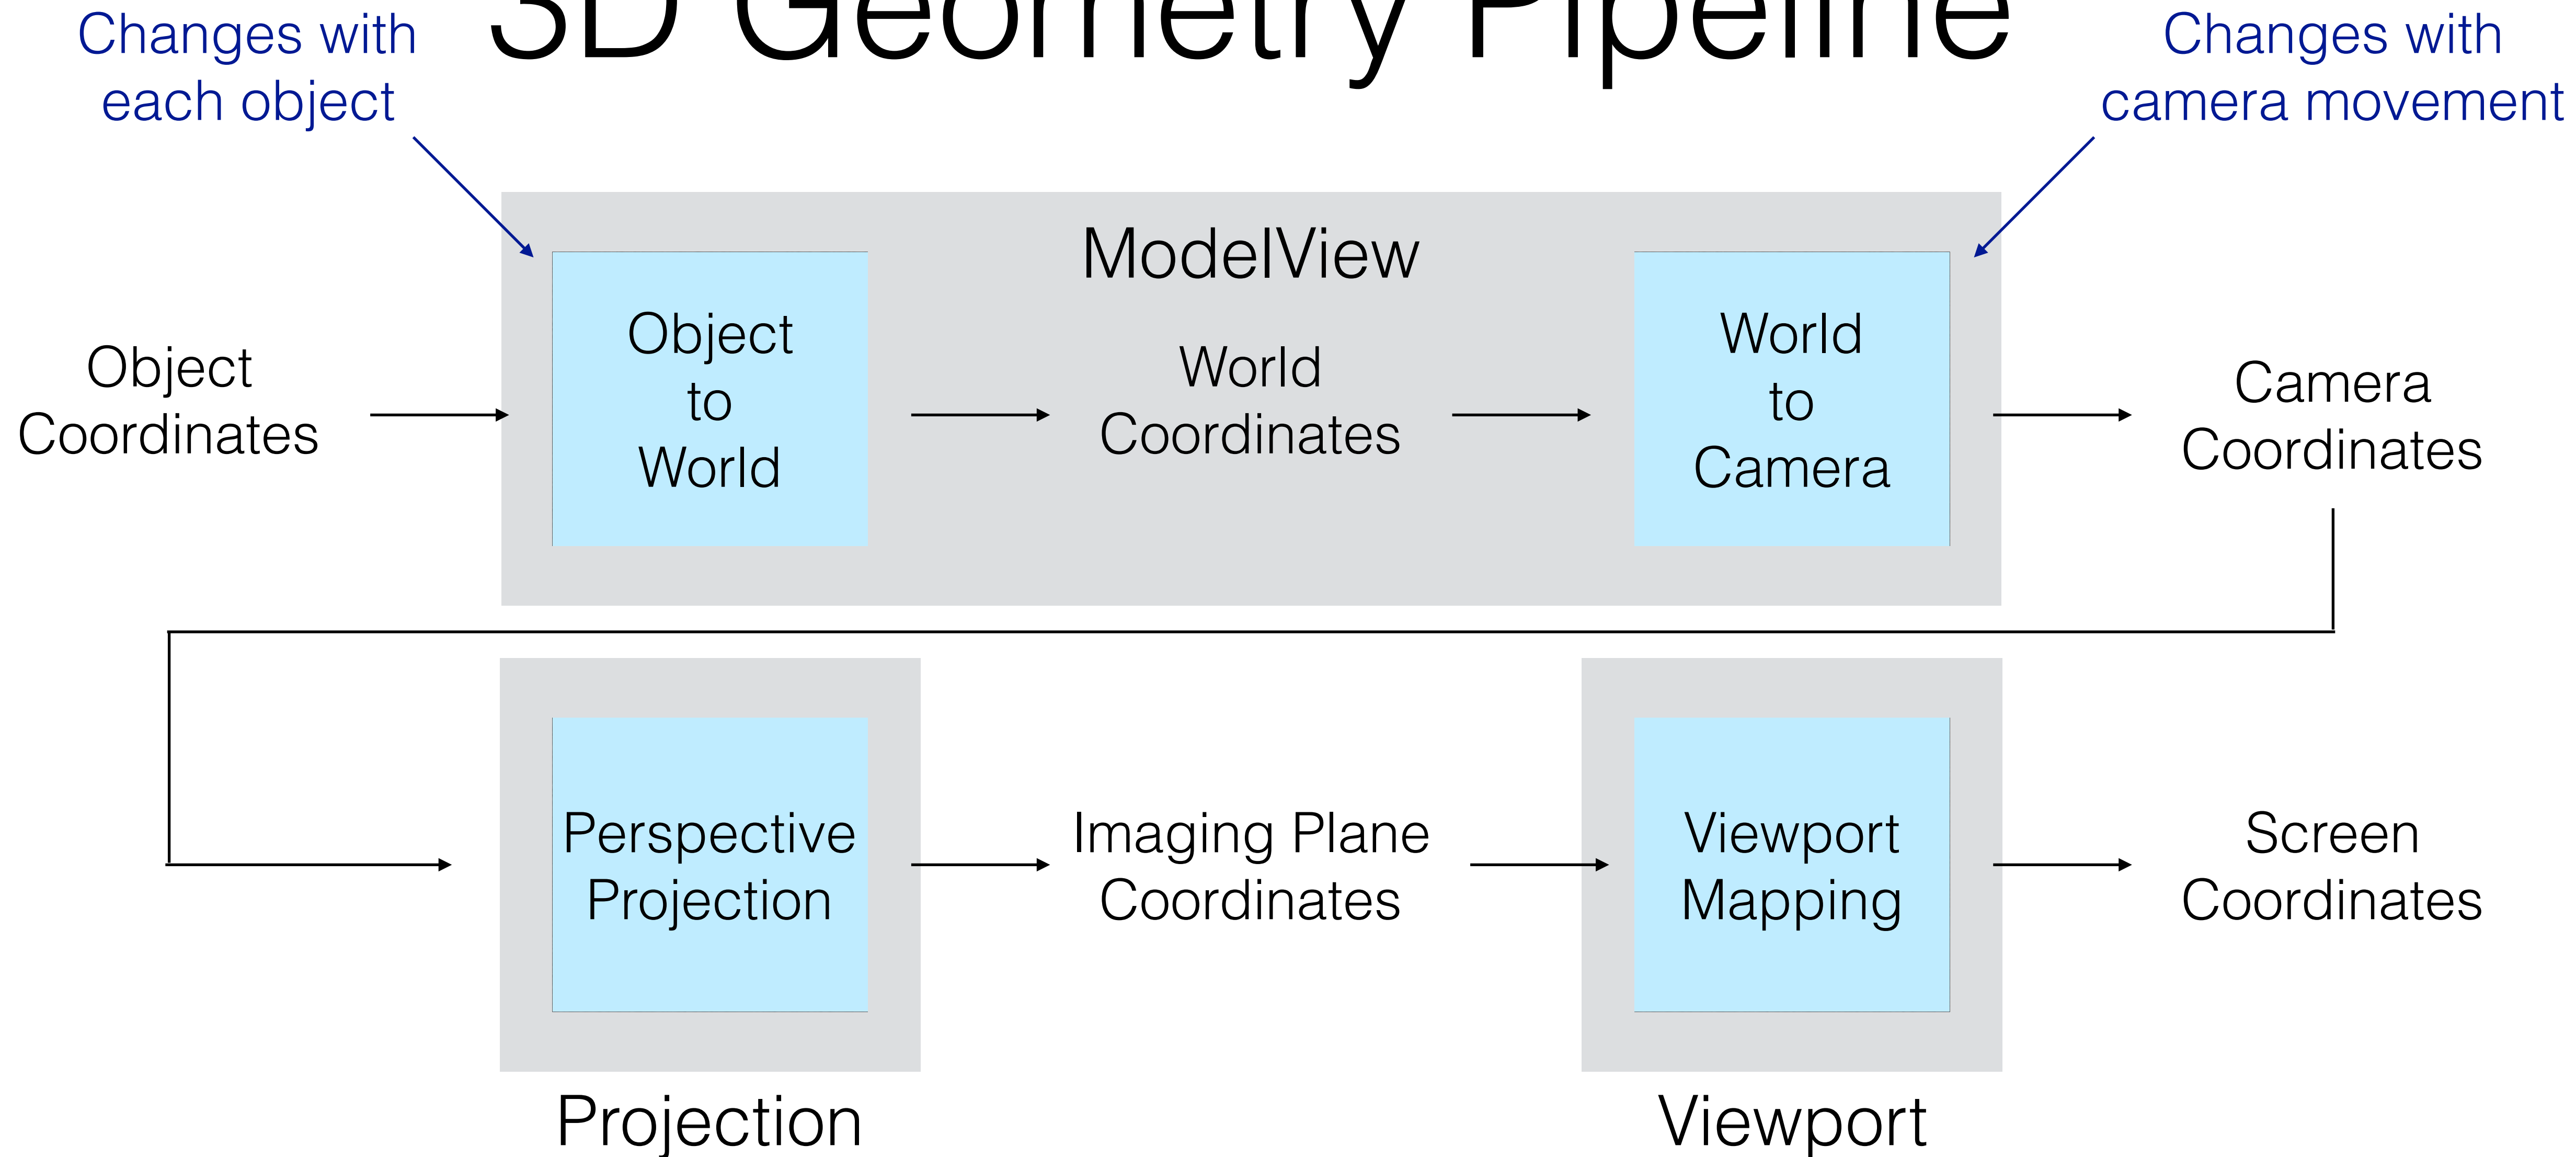 3D Geometry Pipeline
Changes with
each object
Changes with
camera movement
ModelView
Object
Coordinates
Object
to
World
World
Coordinates
World
to
Camera
Camera
Coordinates
Perspective
Projection
Imaging Plane
Coordinates
Viewport
Mapping
Screen
Coordinates
Projection
Viewport